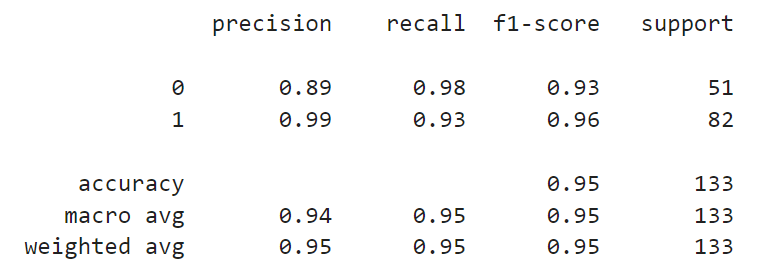 precision recall f1-score support
0 0.89 0.98 0.93 51
1 0.99 0.93 0.96 82
accuracy 0.95 133
macro avg 0.94 0.95 0.95 133
weighted avg 0.95 0.95 0.95 133